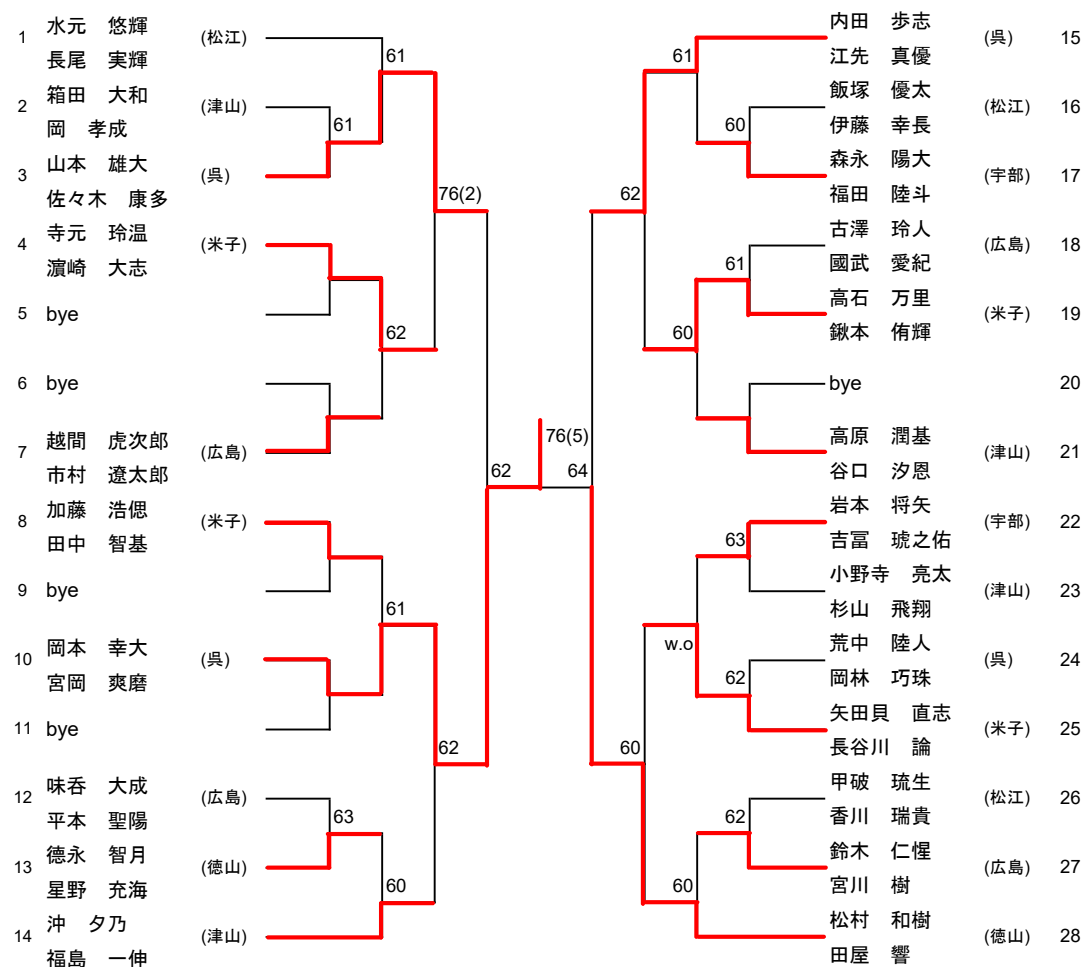 1 水元 悠輝 (松江)
長尾 実輝
2 箱田 大和 (津山)
岡 孝成
3 山本 雄大 (呉)
佐々木 康多
4 寺元 玲温 (米子)
濵崎 大志
5 bye
6 bye
7 越間 虎次郎 (広島)
市村 遼太郎
8 加藤 浩偲 (米子)
田中 智基
9 bye
10 岡本 幸大 (呉)
宮岡 爽磨
11 bye
12 味呑 大成 (広島)
平本 聖陽
13 德永 智月 (徳山)
星野 充海
14 沖 夕乃 (津山)
福島 一伸
61
61
76(2)
62
62
61
62
63
60
76(5)
64
内田 歩志 (呉) 15
江先 真優
飯塚 優太 (松江) 16
伊藤 幸長
森永 陽大 (宇部) 17
福田 陸斗
古澤 玲人 (広島) 18
國武 愛紀
高石 万里 (米子) 19
鍬本 侑輝
bye 20
高原 潤基 (津山) 21
谷口 汐恩
岩本 将矢 (宇部) 22
吉冨 琥之佑
小野寺 亮太 (津山) 23
杉山 飛翔
荒中 陸人 (呉) 24
岡林 巧珠
矢田貝 直志 (米子) 25
長谷川 論
甲破 琉生 (松江) 26
香川 瑞貴
鈴木 仁惺 (広島) 27
宮川 樹
松村 和樹 (徳山) 28
田屋 響
61
60
62
61
60
63
w.o
62
60
62
60